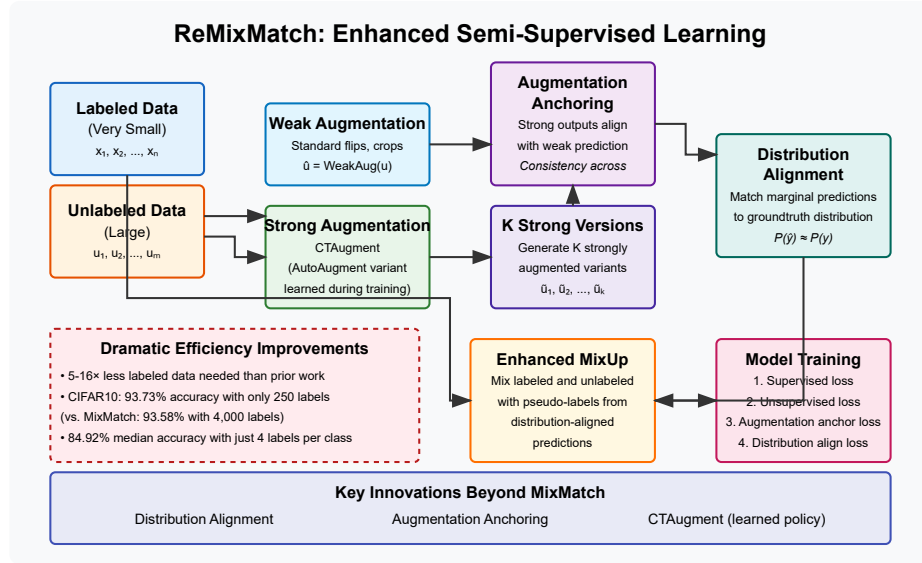 ReMixMatch: Enhanced Semi-Supervised Learning
Labeled Data
(Very Small)
x₁, x₂, ..., xₙ
Unlabeled Data
(Large)
u₁, u₂, ..., uₘ
Weak Augmentation
Standard flips, crops
û = WeakAug(u)
Strong Augmentation
CTAugment
(AutoAugment variant
learned during training)
Augmentation
Anchoring
Strong outputs align
with weak prediction
Consistency across
K Strong Versions
Generate K strongly
augmented variants
ũ₁, ũ₂, ..., ũₖ
Distribution
Alignment
Match marginal predictions
to groundtruth distribution
P(ŷ) ≈ P(y)
Dramatic Efficiency Improvements
• 5-16× less labeled data needed than prior work
• CIFAR10: 93.73% accuracy with only 250 labels
(vs. MixMatch: 93.58% with 4,000 labels)
• 84.92% median accuracy with just 4 labels per class
Enhanced MixUp
Mix labeled and unlabeled
with pseudo-labels from
distribution-aligned
predictions
Model Training
1. Supervised loss
2. Unsupervised loss
3. Augmentation anchor loss
4. Distribution align loss
Key Innovations Beyond MixMatch
Distribution Alignment
Augmentation Anchoring
CTAugment (learned policy)